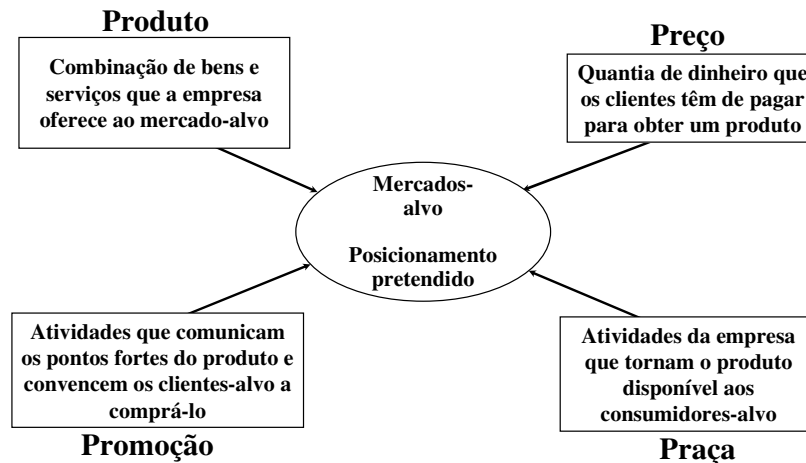 Produto
Combinação de bens e
serviços que a empresa
oferece ao mercado-alvo
Preço
Quantia de dinheiro que
os clientes têm de pagar
para obter um produto
Mercados-
alvo
Posicionamento
pretendido
Atividades que comunicam
os pontos fortes do produto e
convencem os clientes-alvo a
comprá-lo
Promoção
Atividades da empresa
que tornam o produto
disponível aos
consumidores-alvo
Praça